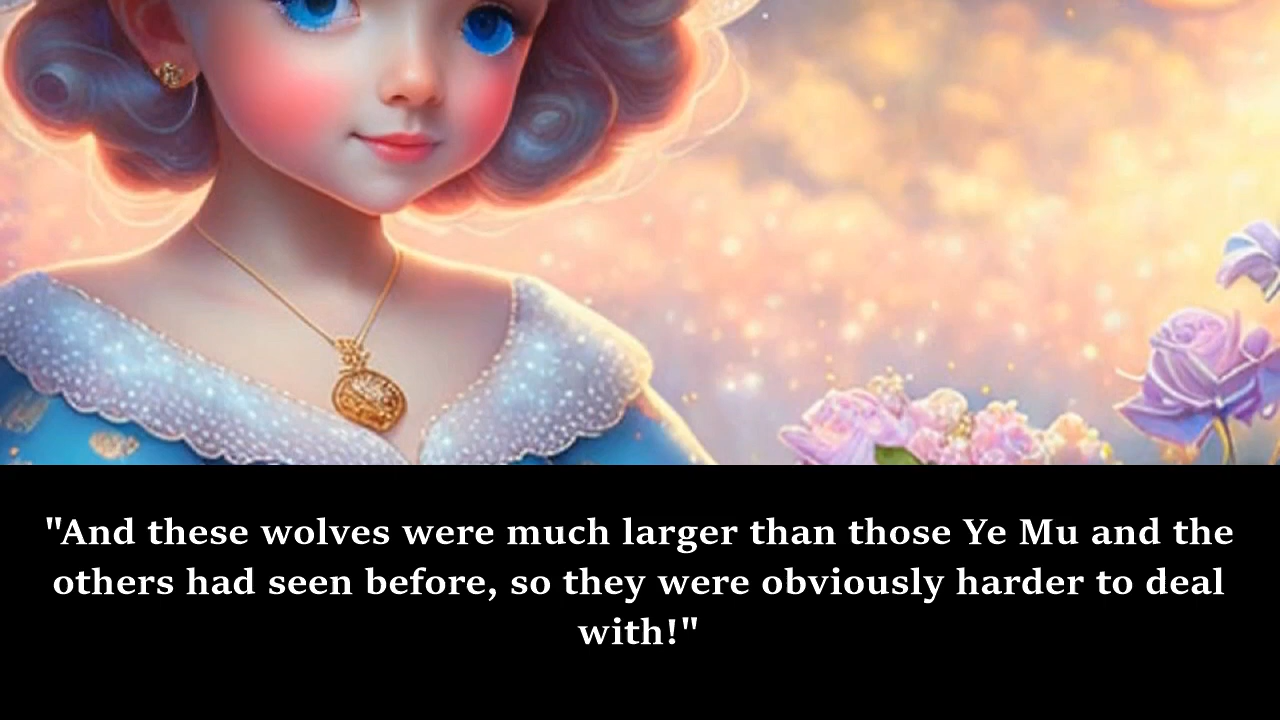 "And these wolves were much larger than those Ye Mu and the
others had seen before, so they were obviously harder to deal
with!"